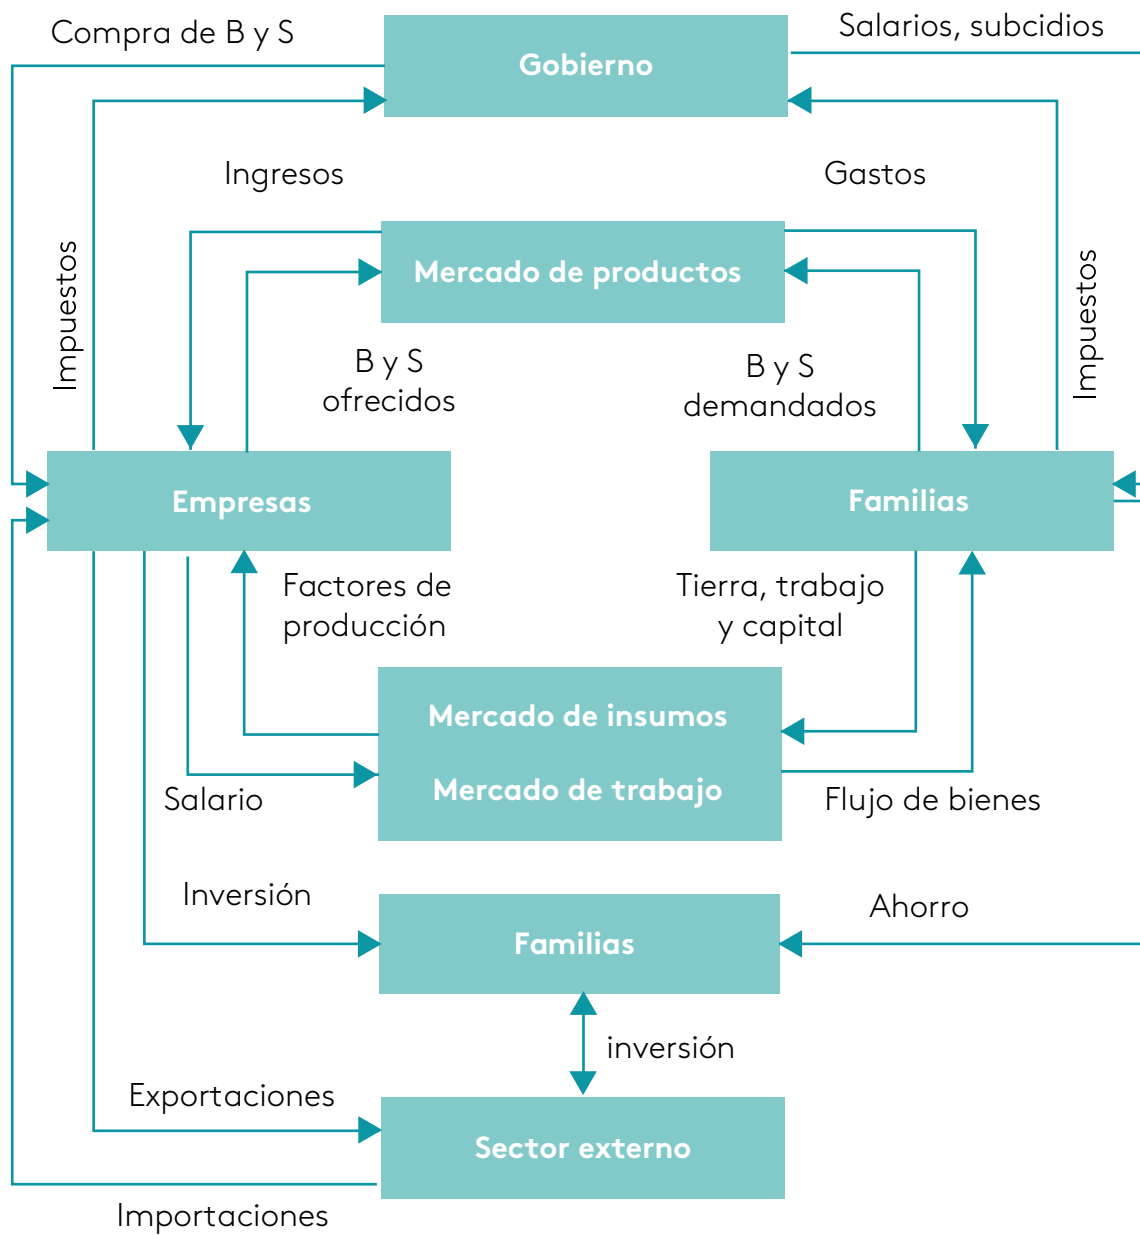 Compra de B y S
Salarios, subcidios
Gobierno
Ingresos
Gastos
Impuestos
Mercado de productos
Impuestos
B y S
ofrecidos
B y S
demandados
Empresas
Familias
Factores de
producción
Tierra, trabajo
y capital
Mercado de insumos
Mercado de trabajo
Salario
Flujo de bienes
Inversión
Ahorro
Familias
inversión
Exportaciones
Sector externo
Importaciones